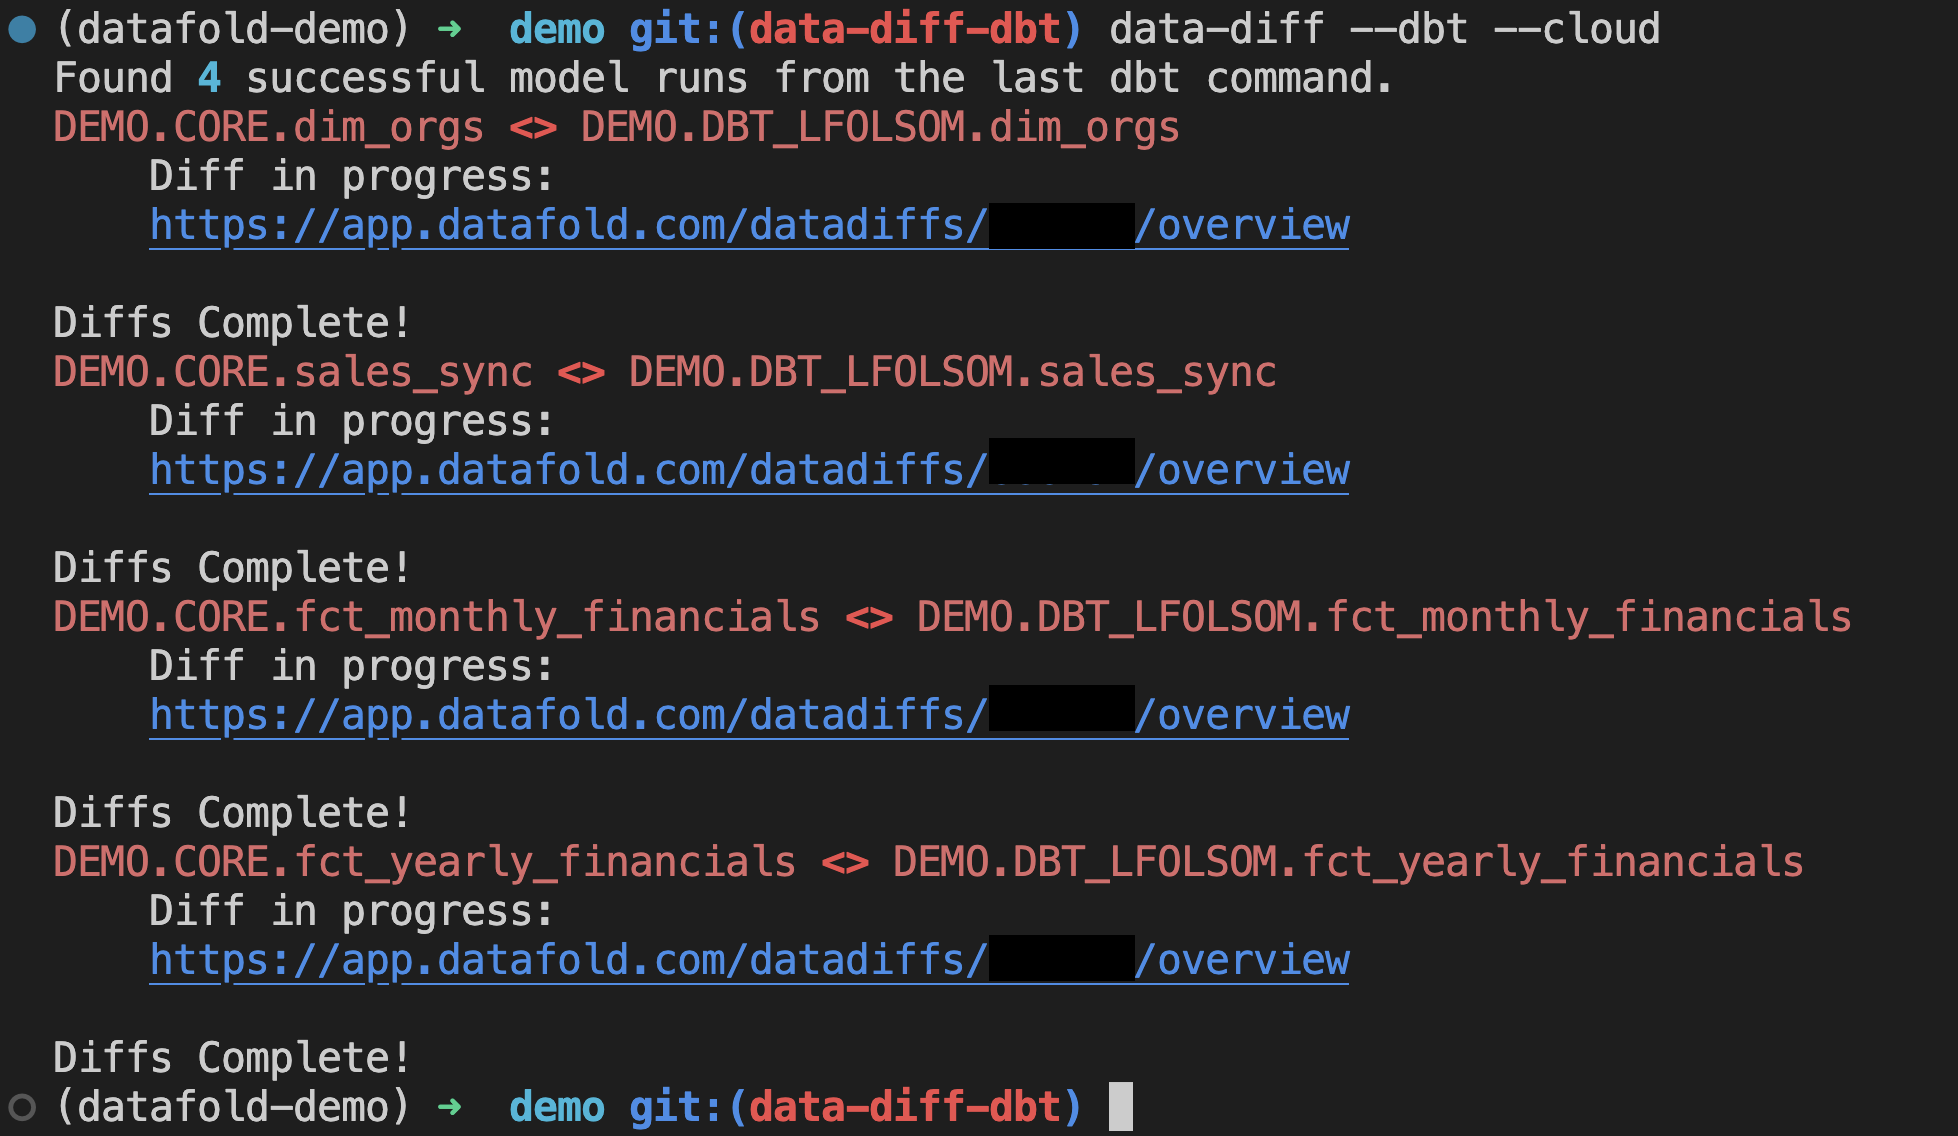 (datafold-demo) ➜ demo git:(data-diff-dbt) data-diff --dbt --cloud
Found 4 successful model runs from the last dbt command.
DEMO.CORE.dim_orgs <> DEMO.DBT_LFOLSOM.dim_orgs
Diff in progress:
https://app.datafold.com/datadiffs/ /overview
Diffs Complete!
DEMO.CORE.sales_sync <> DEMO.DBT_LFOLSOM.sales_sync
Diff in progress:
https://app.datafold.com/datadiffs/ /overview
Diffs Complete!
DEMO.CORE.fct_monthly_financials <> DEMO.DBT_LFOLSOM.fct_monthly_financials
Diff in progress:
https://app.datafold.com/datadiffs/ /overview
Diffs Complete!
DEMO.CORE.fct_yearly_financials <> DEMO.DBT_LFOLSOM.fct_yearly_financials
Diff in progress:
https://app.datafold.com/datadiffs/ /overview
Diffs Complete!
(datafold-demo) ➜ demo git:(data-diff-dbt)